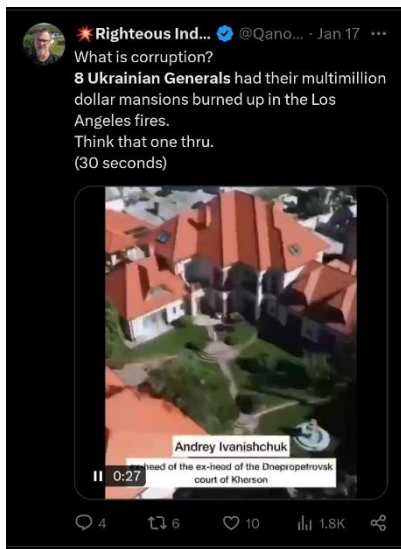 💥Righteous Ind... @Qano... · Jan 17 ···
What is corruption?
8 Ukrainian Generals had their multimillion
dollar mansions burned up in the Los
Angeles fires.
Think that one thru.
(30 seconds)
Andrey Ivanishchuk
0:27
head of the ex-head of the Dnepropetrovsk
court of Kherson
4 6 10 1.8K